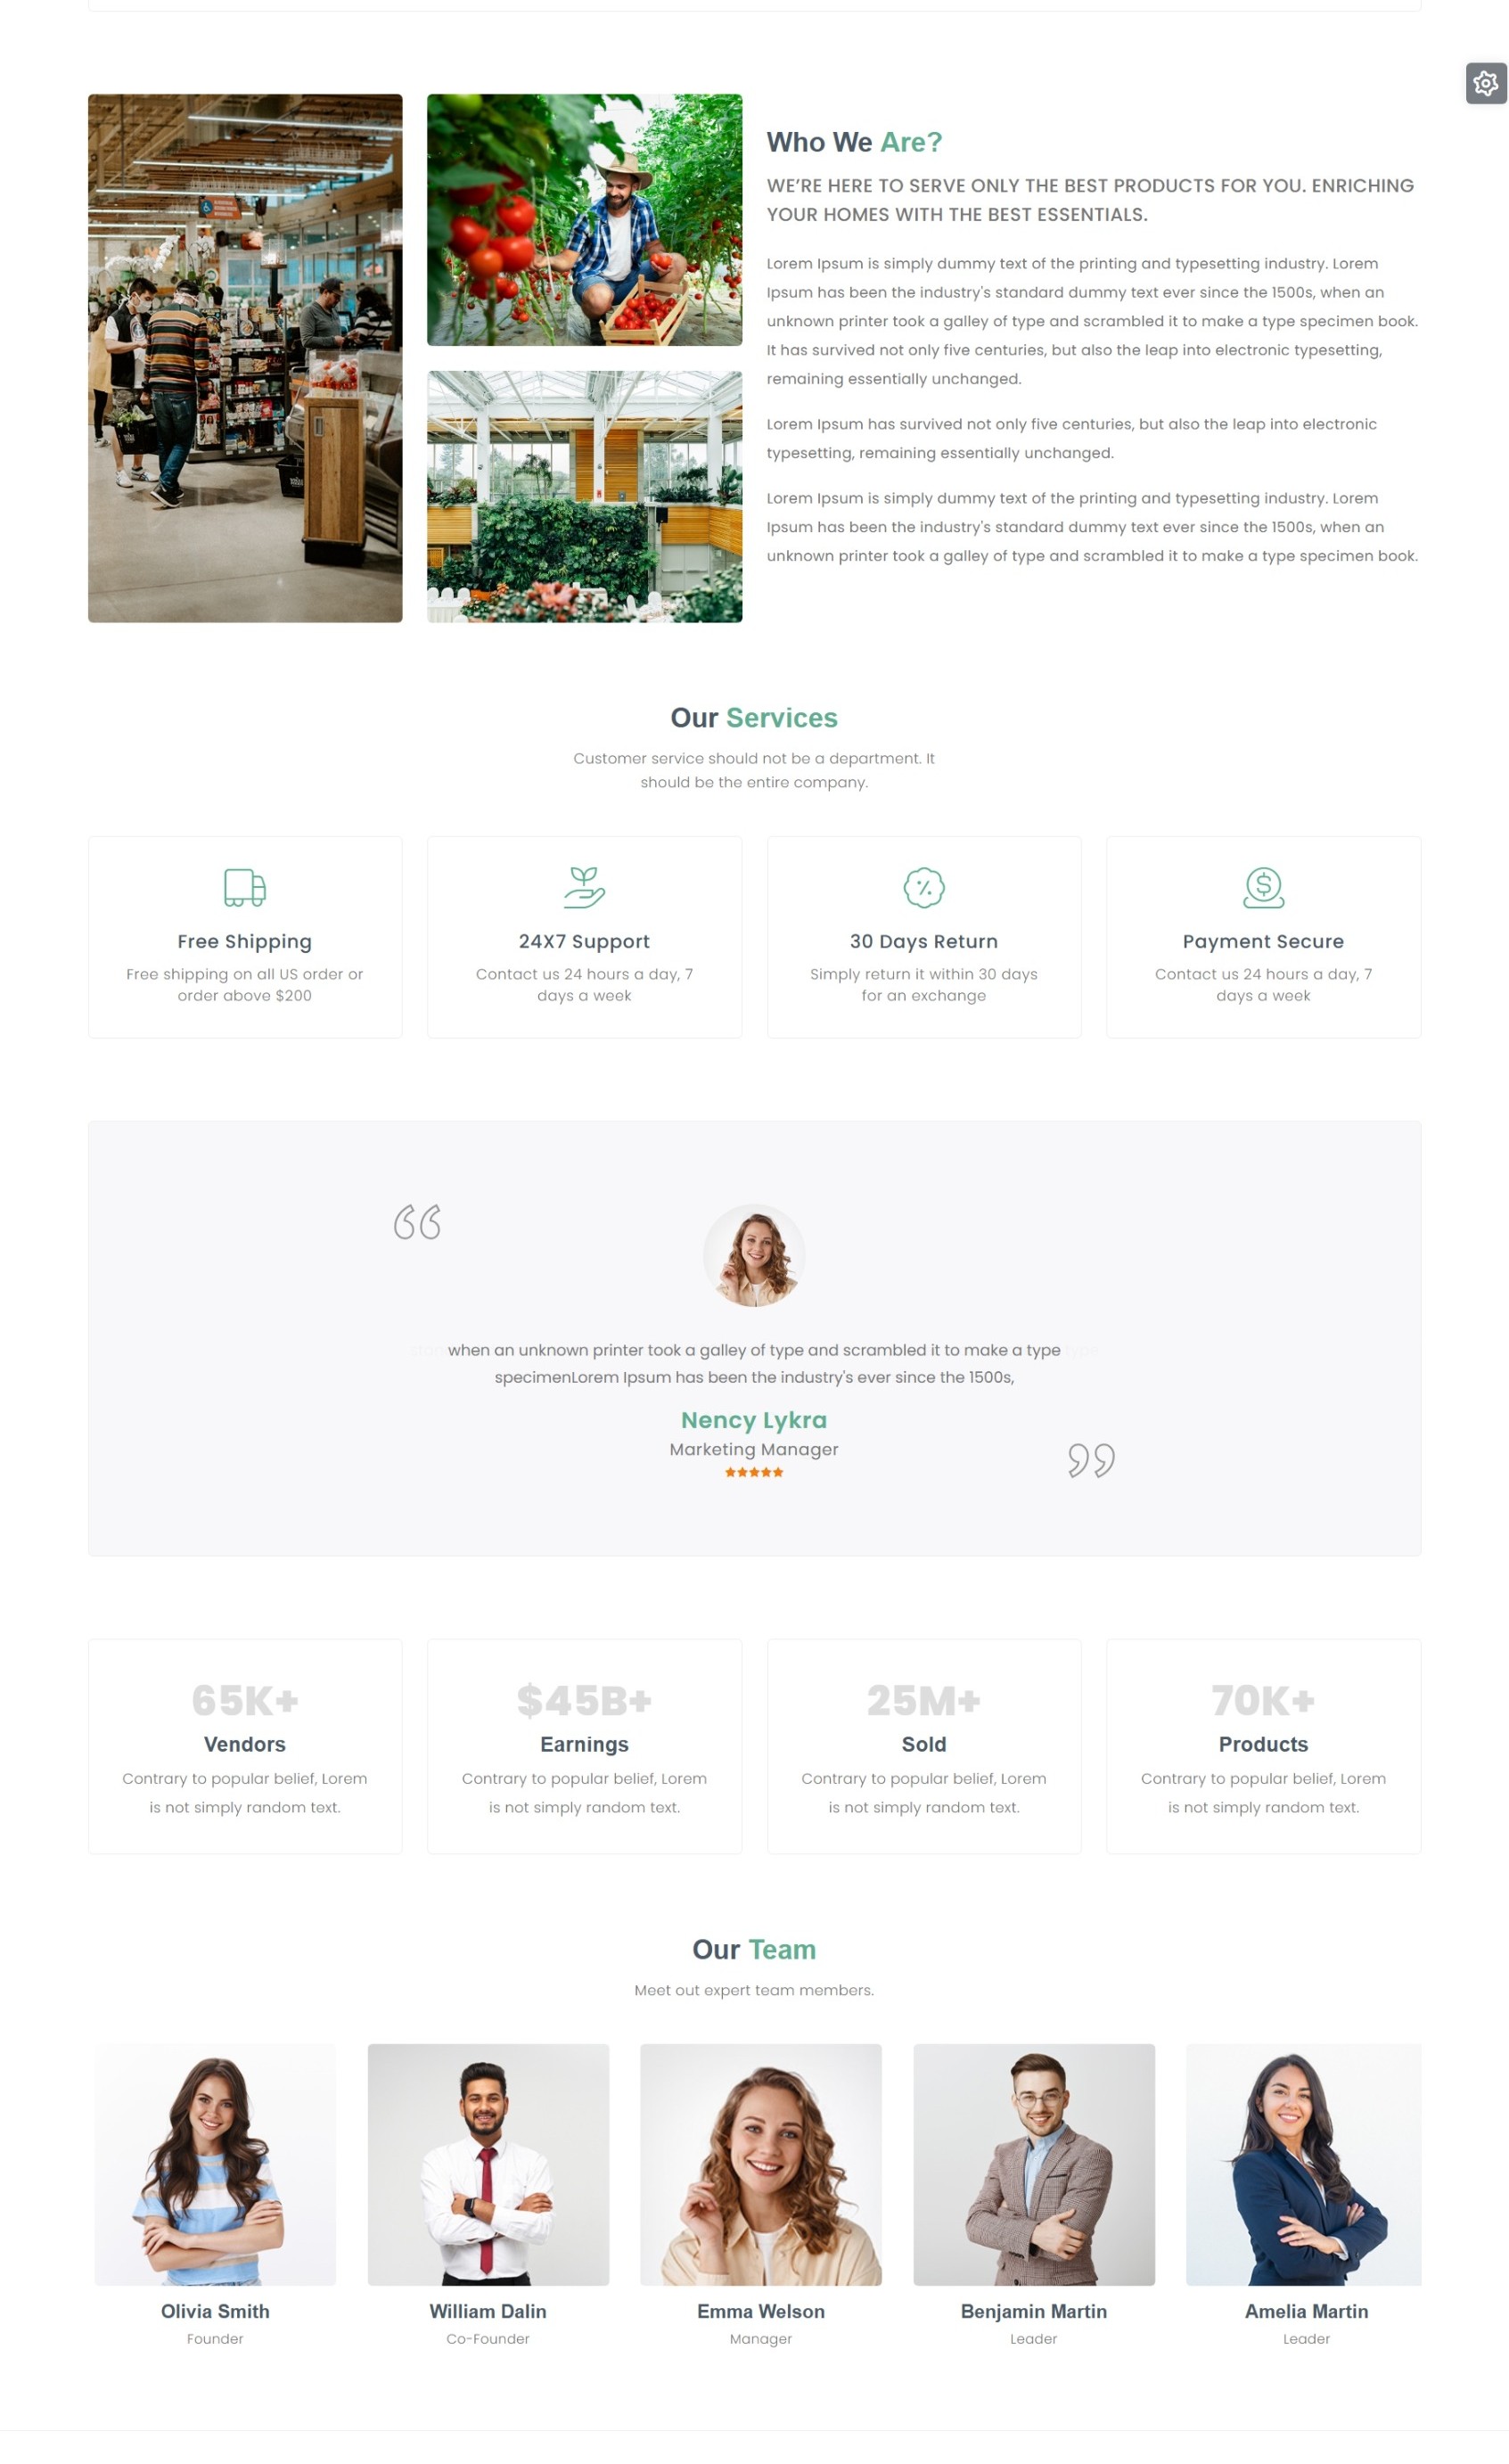 Who We Are?
WE'RE HERE TO SERVE ONLY THE BEST PRODUCTS FOR YOU. ENRICHING
YOUR HOMES WITH THE BEST ESSENTIALS.
Lorem Ipsum is simply dummy text of the printing and typesetting industry. Lorem
Ipsum has been the industry's standard dummy text ever since the 1500s, when an
unknown printer took a galley of type and scrambled it to make a type specimen book.
It has survived not only five centuries, but also the leap into electronic typesetting,
remaining essentially unchanged.
Lorem Ipsum has survived not only five centuries, but also the leap into electronic
typesetting, remaining essentially unchanged.
Lorem Ipsum is simply dummy text of the printing and typesetting industry. Lorem
Ipsum has been the industry's standard dummy text ever since the 1500s, when an
unknown printer took a galley of type and scrambled it to make a type specimen book.
Our Services
Customer service should not be a department. It
should be the entire company.
Free Shipping
Free shipping on all US order or
order above $200
24X7 Support
Contact us 24 hours a day, 7
days a week
30 Days Return
Simply return it within 30 days
for an exchange
Payment Secure
Contact us 24 hours a day, 7
days a week
when an unknown printer took a galley of type and scrambled it to make a type
specimenLorem Ipsum has been the industry's ever since the 1500s,
Nency Lykra
Marketing Manager
65K+
Vendors
Contrary to popular belief, Lorem
is not simply random text.
$45B+
Earnings
Contrary to popular belief, Lorem
is not simply random text.
25M+
Sold
Contrary to popular belief, Lorem
is not simply random text.
70K+
Products
Contrary to popular belief, Lorem
is not simply random text.
Our Team
Meet out expert team members.
Olivia Smith
Founder
William Dalin
Co-Founder
Emma Welson
Manager
Benjamin Martin
Leader
Amelia Martin
Leader